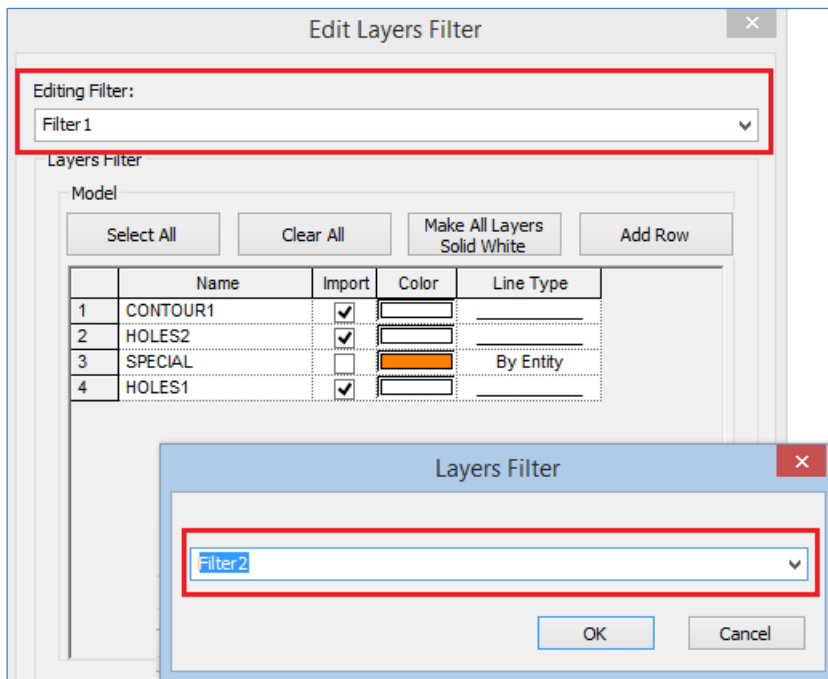 Edit Layers Filter
Editing Filter:
Filter1
Layers Filter
Model
Select All
Clear All
Make All Layers
Solid White
Add Row
Name Import Color Line Type
1 CONTOUR1
2 HOLES2
3 SPECIAL By Entity
4 HOLES1
Layers Filter
Filter2
OK Cancel